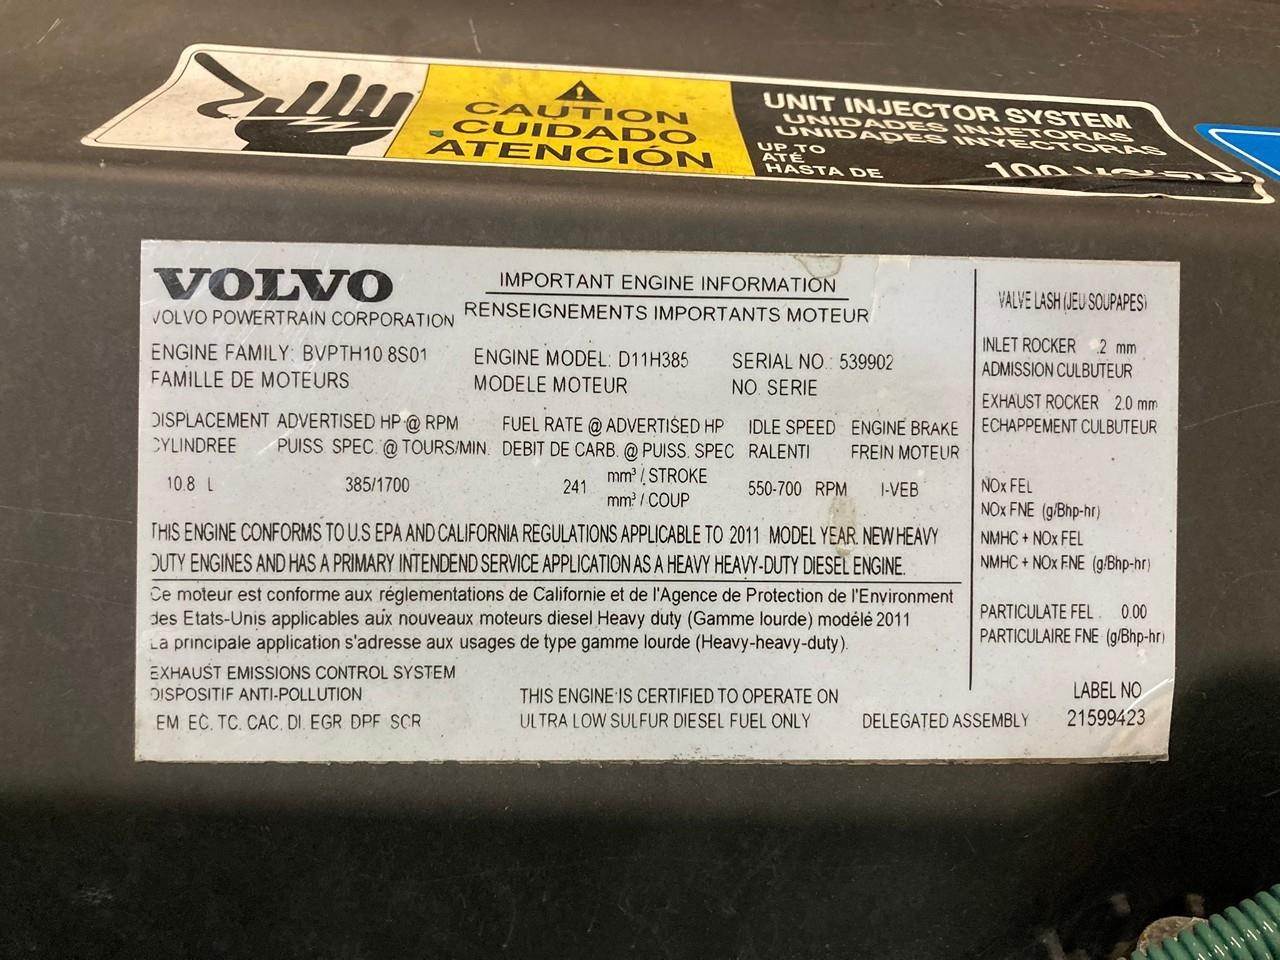 CAUTION
CUIDADO
ATENCIÓN
UNIT INJECTOR SYSTEM
UNIDADES INJETORAS
UNIDADES INYECTORAS
UP TO
ATÉ
HASTA DE
100
VOLVO
VOLVO POWERTRAIN CORPORATION
IMPORTANT ENGINE INFORMATION
RENSEIGNEMENTS IMPORTANTS MOTEUR
ENGINE FAMILY: BVPTH10.8S01 ENGINE MODEL: D11H385 SERIAL NO.: 539902
FAMILLE DE MOTEURS MODELE MOTEUR NO. SERIE
DISPLACEMENT ADVERTISED HP @ RPM FUEL RATE @ ADVERTISED HP IDLE SPEED ENGINE BRAKE
CYLINDREE PUISS. SPEC. @ TOURS/MIN. DEBIT DE CARB. @ PUISS. SPEC RALENTI FREIN MOTEUR
10.8 L 385/1700 241 mm³ / STROKE 550-700 RPM I-VEB
mm³ / COUP
THIS ENGINE CONFORMS TO U.S EPA AND CALIFORNIA REGULATIONS APPLICABLE TO 2011 MODEL YEAR. NEW HEAVY
DUTY ENGINES AND HAS A PRIMARY INTENDEND SERVICE APPLICATION AS A HEAVY HEAVY-DUTY DIESEL ENGINE.
Ce moteur est conforme aux réglementations de Californie et de l'Agence de Protection de l'Environment
des Etats-Unis applicables aux nouveaux moteurs diesel Heavy duty (Gamme lourde) modélé 2011
La principale application s'adresse aux usages de type gamme lourde (Heavy-heavy-duty).
EXHAUST EMISSIONS CONTROL SYSTEM
DISPOSITIF ANTI-POLLUTION
EM, EC, TC, CAC, DI, EGR, DPF, SCR
THIS ENGINE IS CERTIFIED TO OPERATE ON
ULTRA LOW SULFUR DIESEL FUEL ONLY
DELEGATED ASSEMBLY
VALVE LASH (JEU SOUPAPES)
INLET ROCKER .2 mm
ADMISSION CULBUTEUR
EXHAUST ROCKER 2.0 mm
ECHAPPEMENT CULBUTEUR
NOx FEL
NOx FNE (g/Bhp-hr)
NMHC + NOx FEL
NMHC + NOx FNE (g/Bhp-hr)
PARTICULATE FEL . 0.00
PARTICULAIRE FNE (g/Bhp-hr)
LABEL NO
21599423